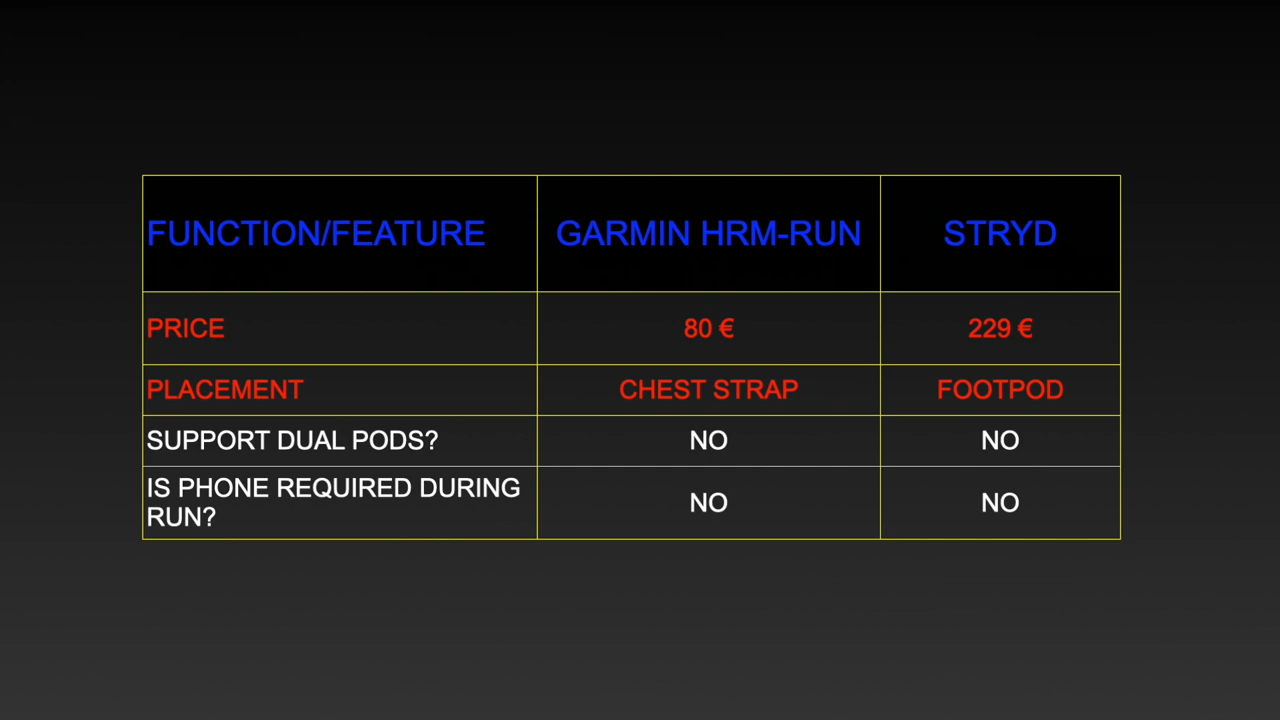 FUNCTION/FEATURE GARMIN HRM-RUN STRYD
PRICE 80 € 229 €
PLACEMENT CHEST STRAP FOOTPOD
SUPPORT DUAL PODS? NO NO
IS PHONE REQUIRED DURING
RUN? NO NO